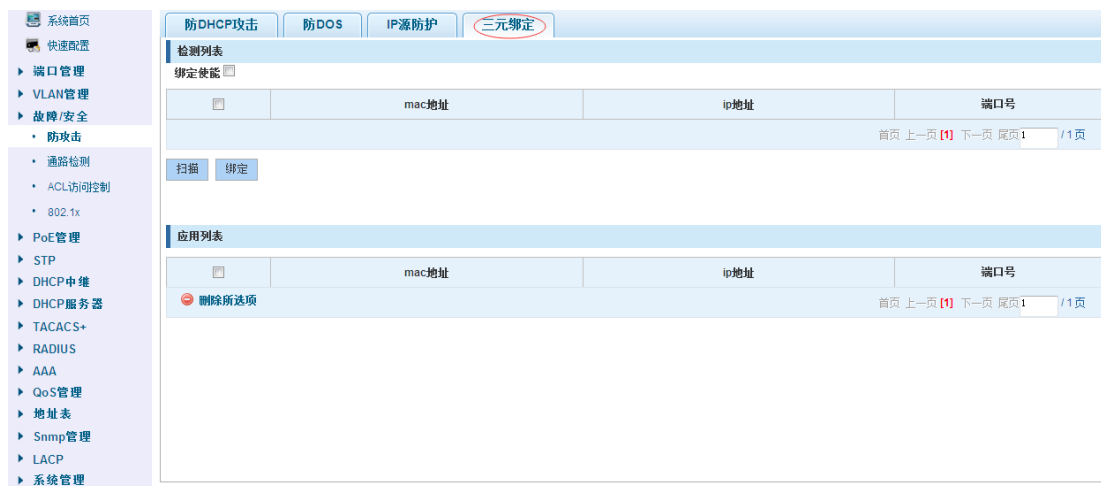 系统首页
快速配置
端口管理
VLAN管理
故障/安全
防攻击
通路检测
ACL访问控制
802.1x
PoE管理
STP
DHCP中继
DHCP服务器
TACACS+
RADIUS
AAA
QoS管理
地址表
Snmp管理
LACP
系统管理
防DHCP攻击 防DOS IP源防护 三元绑定
检测列表
绑定使能
mac地址 ip地址 端口号
首页 上一页 [1] 下一页 尾页 1 / 1 页
扫描 绑定
应用列表
mac地址 ip地址 端口号
删除所选项 首页 上一页 [1] 下一页 尾页 1 / 1 页